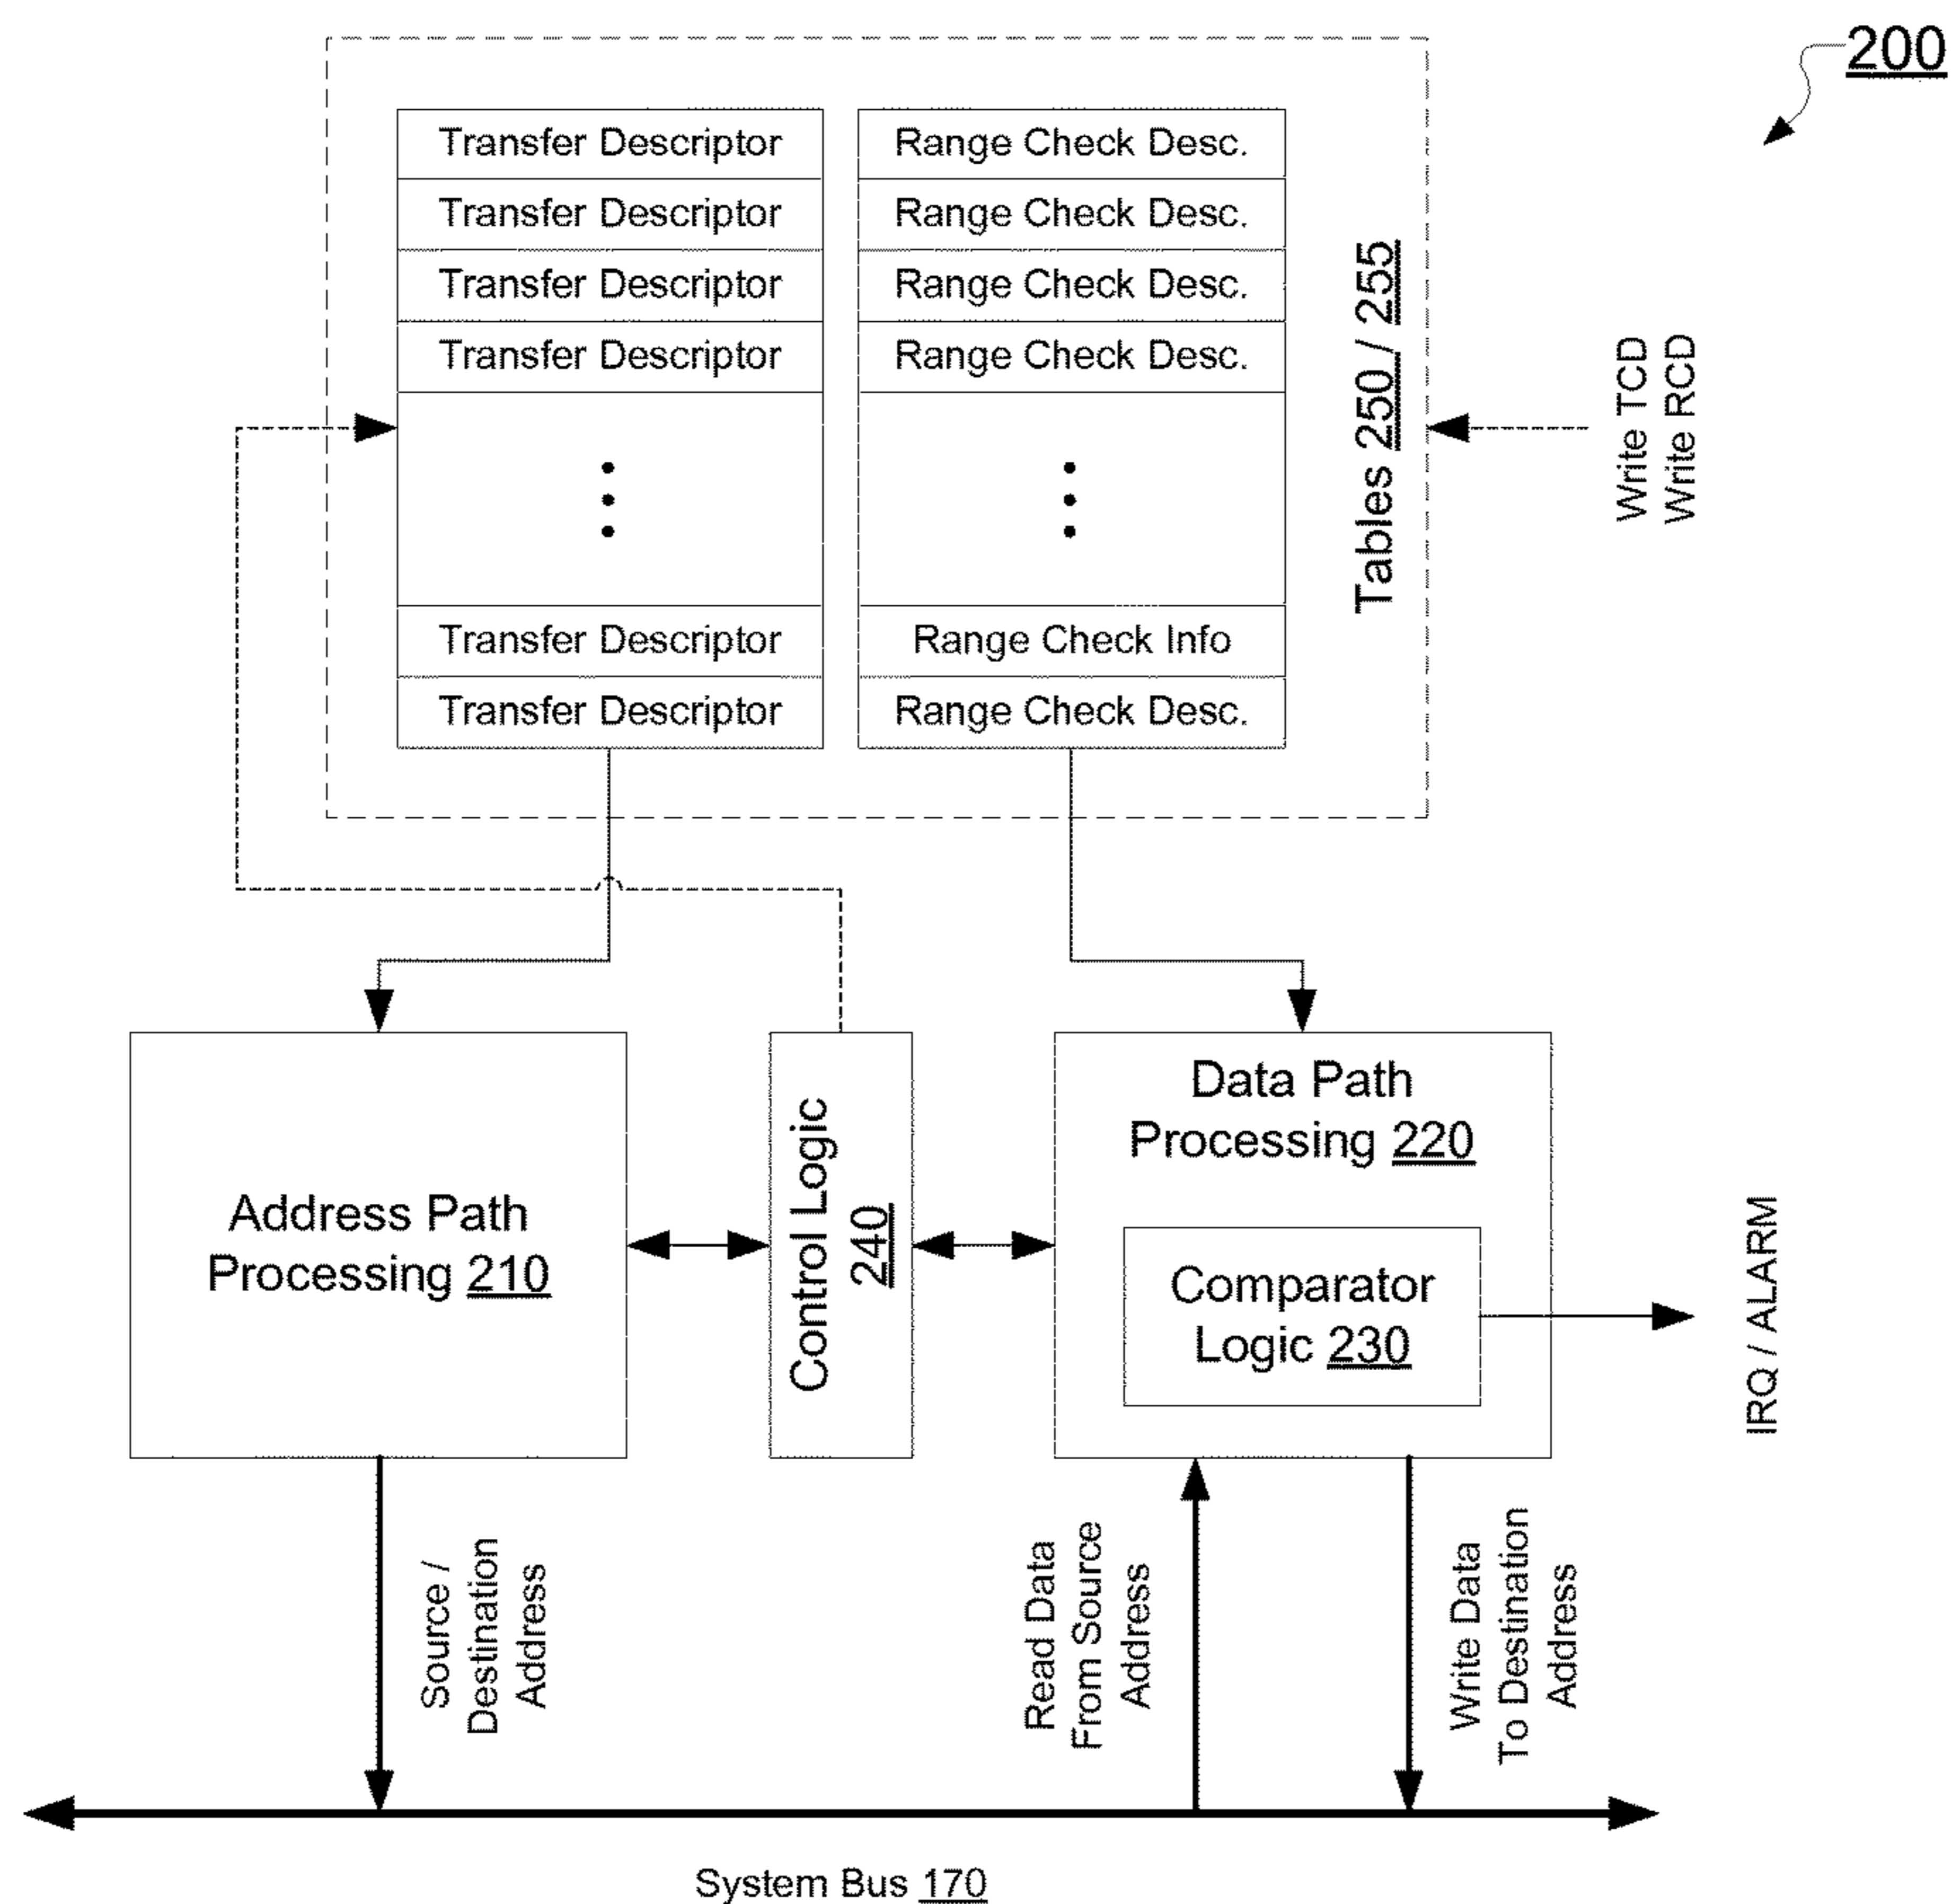 200
Transfer Descriptor
Range Check Desc.
Transfer Descriptor
Range Check Desc.
Transfer Descriptor
Range Check Desc.
Transfer Descriptor
Range Check Desc.
Transfer Descriptor
Range Check Info
Transfer Descriptor
Range Check Desc.
Tables 250 / 255
Write TCD
Write RCD
Address Path
Processing 210
Control Logic
240
Data Path
Processing 220
Comparator
Logic 230
IRQ / ALARM
Source /
Destination
Address
Read Data
From Source
Address
Write Data
To Destination
Address
System Bus 170